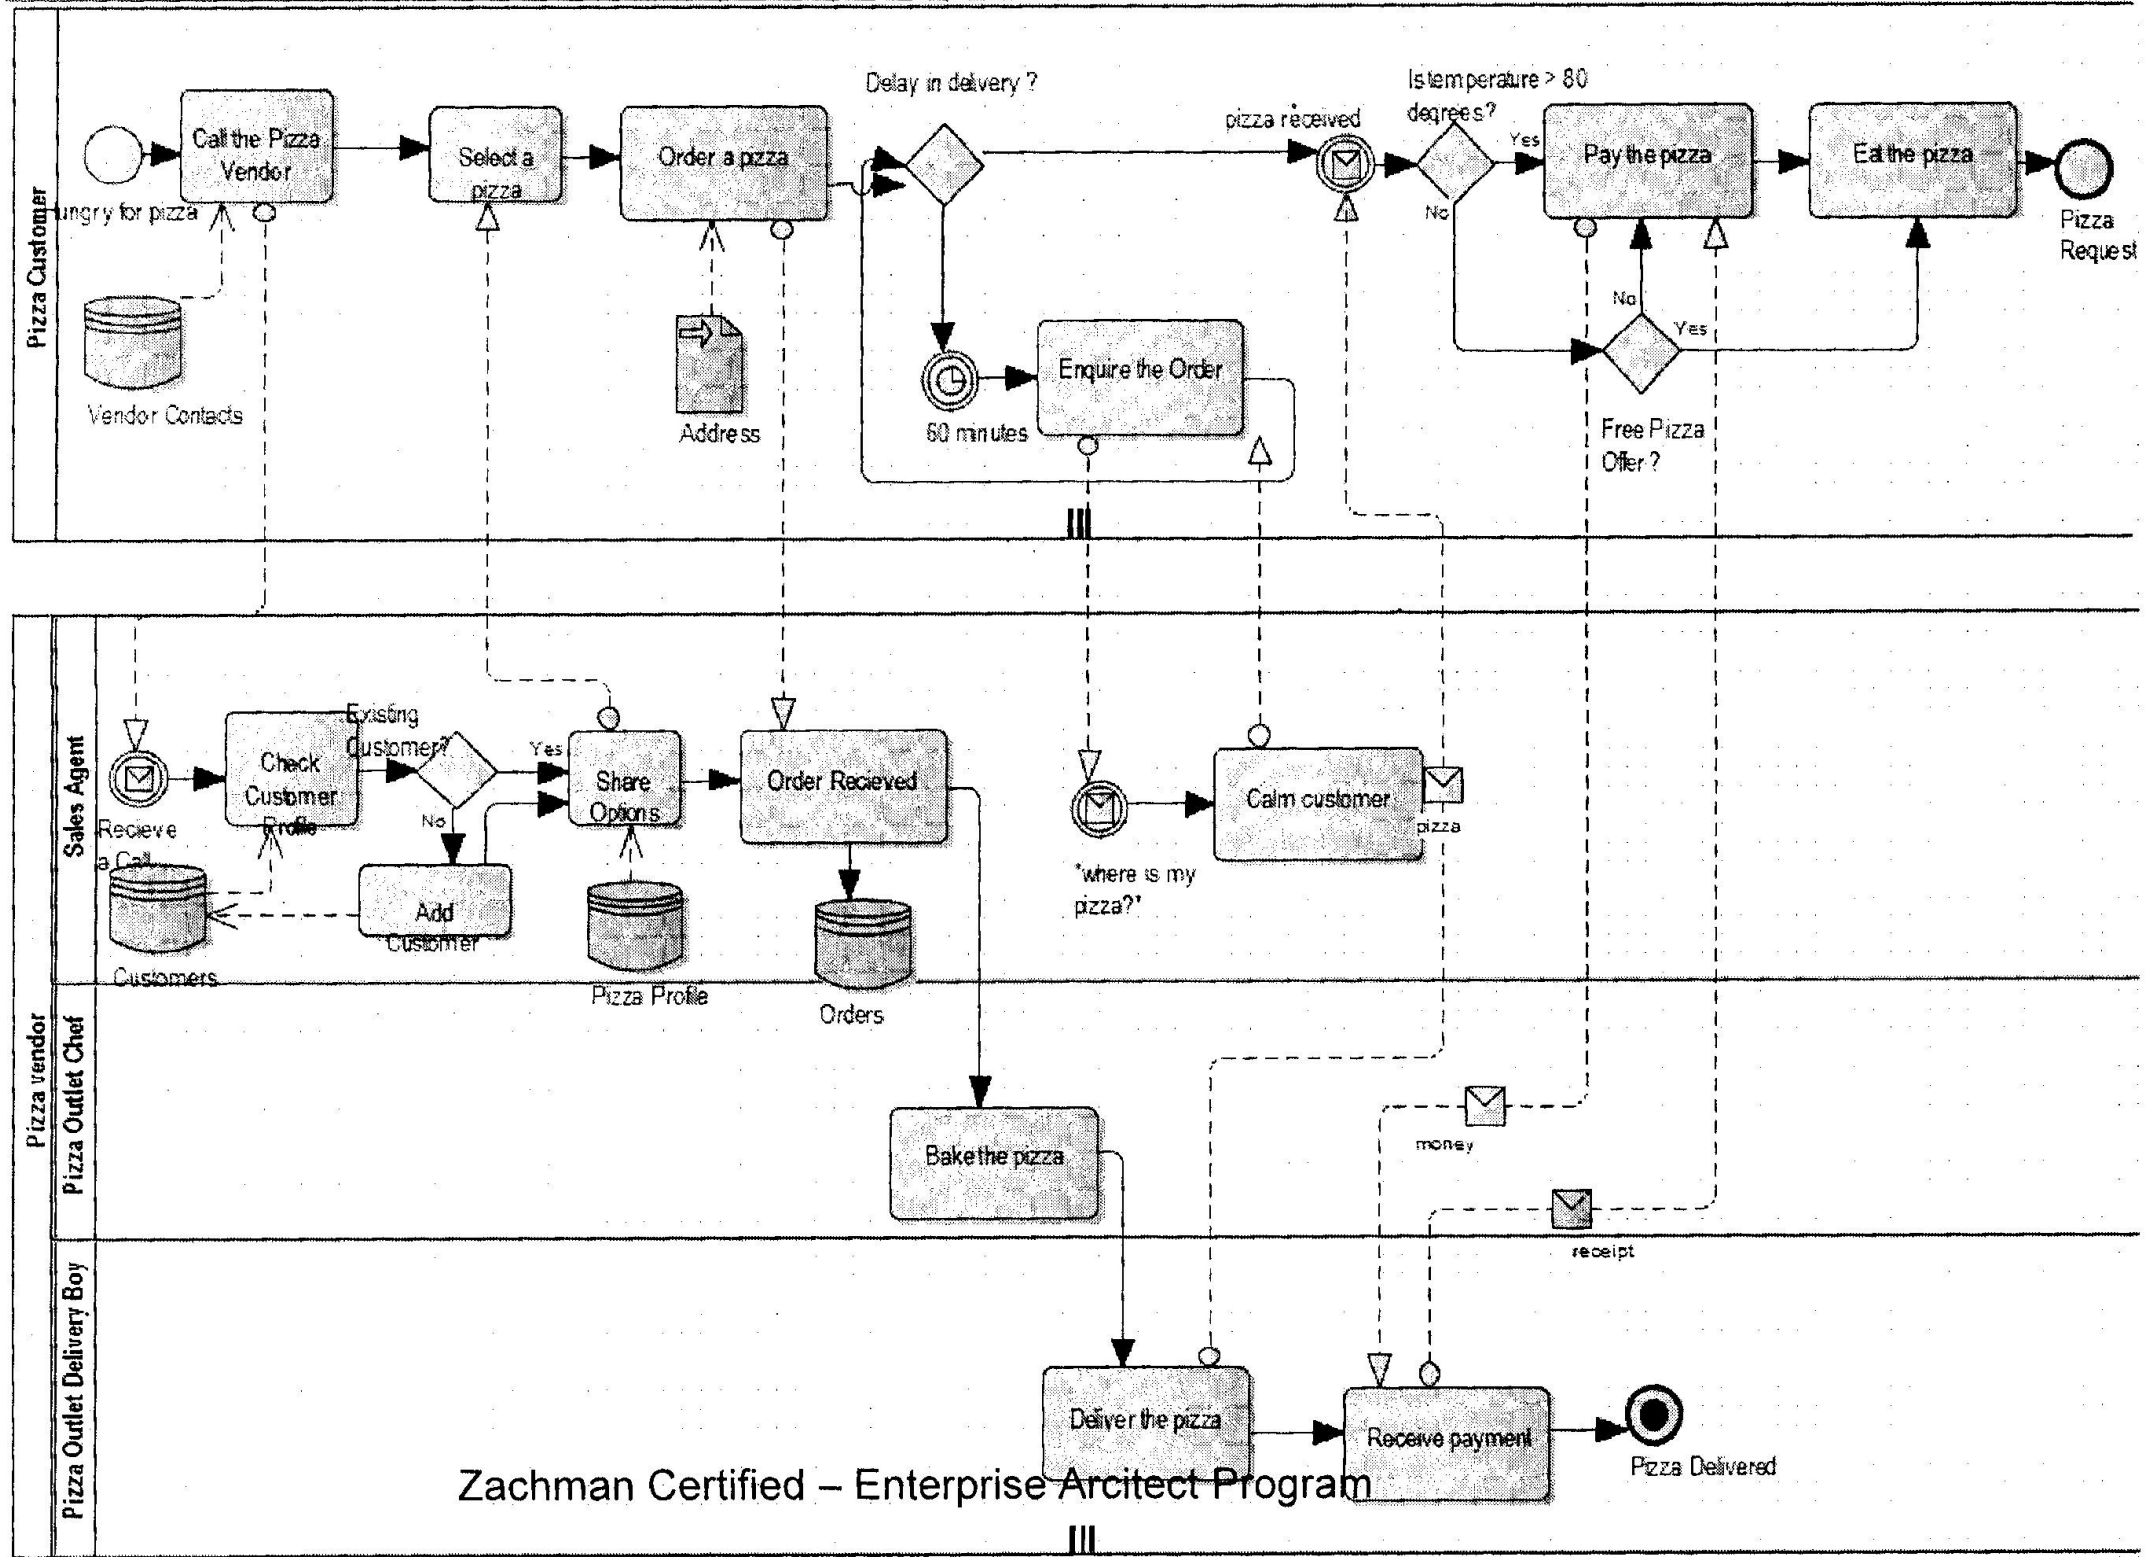 Pizza Customer
Delay in delivery ?
Is temperature > 80
degrees?
pizza received
Call the Pizza
Vendor
Select a
pizza
Order a pizza
Yes
Pay the pizza
Eat the pizza
ungry for pizza
No
Pizza
Request
No
Yes
Vendor Contacts
Address
60 minutes
Enquire the Order
Free Pizza
Offer ?
Pizza vendor
Sales Agent
Existing
Customer?
Yes
Check
Customer
Profile
Share
Options
Order Recieved
Calm customer
pizza
No
Recieve
a Call
"where is my
pizza?"
Add
Customer
Customers
Pizza Profile
Orders
Pizza Outlet Chef
Bake the pizza
money
receipt
Pizza Outlet Delivery Boy
Deliver the pizza
Receive payment
Pizza Delivered
Zachman Certified – Enterprise Arcitect Program